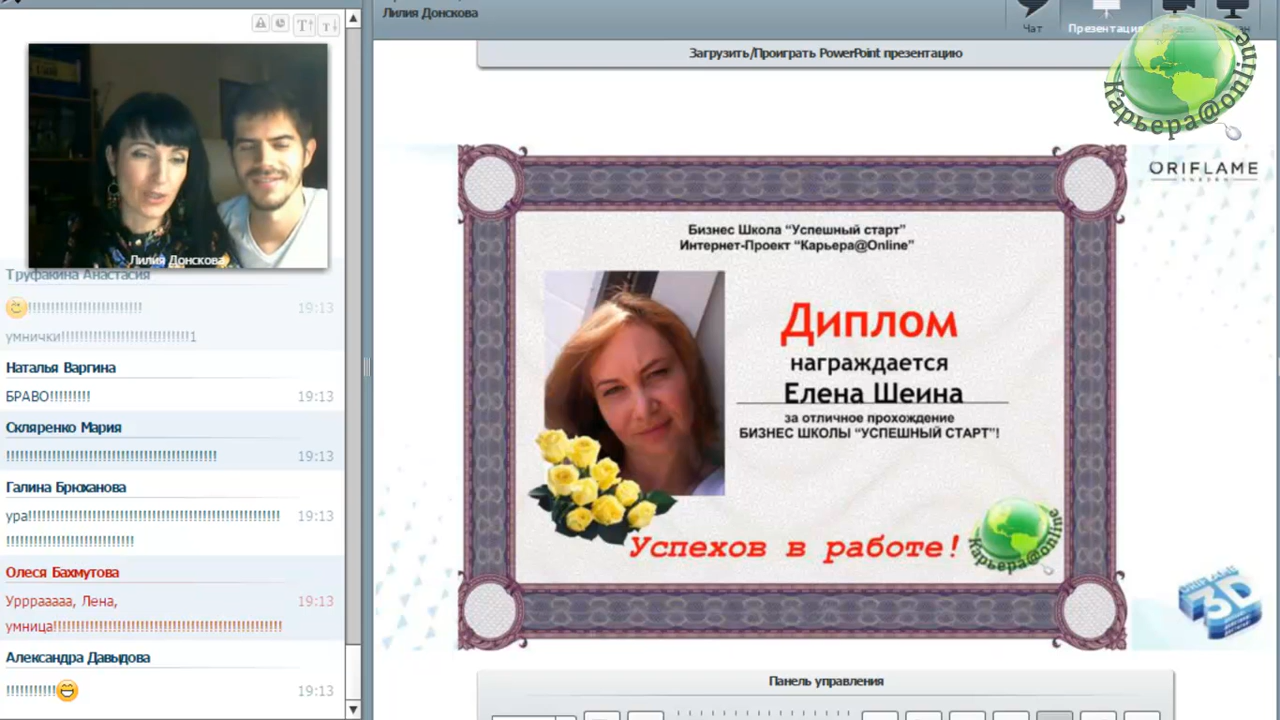 Лилия Донскова
Чат
Презентация
Загрузить/Проиграть PowerPoint презентацию
Карьера@online
T↑ T↓
Лилия Донскова
Труфакина Анастасия
!!!!!!!!!!!!!!!!!!!!!!!!! 19:13
умнички!!!!!!!!!!!!!!!!!!!!!!!!!!!!1
Наталья Варгина
БРАВО!!!!!!!!! 19:13
Скляренко Мария
!!!!!!!!!!!!!!!!!!!!!!!!!!!!!!!!!!!!!!!!!!!!!! 19:13
Галина Брюханова
ура!!!!!!!!!!!!!!!!!!!!!!!!!!!!!!!!!!!!!!!!!!!!!!!!!!!!!!! 19:13
!!!!!!!!!!!!!!!!!!!!!!!!!!!!
Олеся Бахмутова
Урррааааа, Лена, 19:13
умница!!!!!!!!!!!!!!!!!!!!!!!!!!!!!!!!!!!!!!!!!!!!!!!!!!
Александра Давыдова
!!!!!!!!!!! 19:13
ORIFLAME
SWEDEN
Бизнес Школа “Успешный старт”
Интернет-Проект “Карьера@Online”
Диплом
награждается
Елена Шеина
за отличное прохождение
БИЗНЕС ШКОЛЫ “УСПЕШНЫЙ СТАРТ”!
Успехов в работе!
Карьера@online
3D
Панель управления